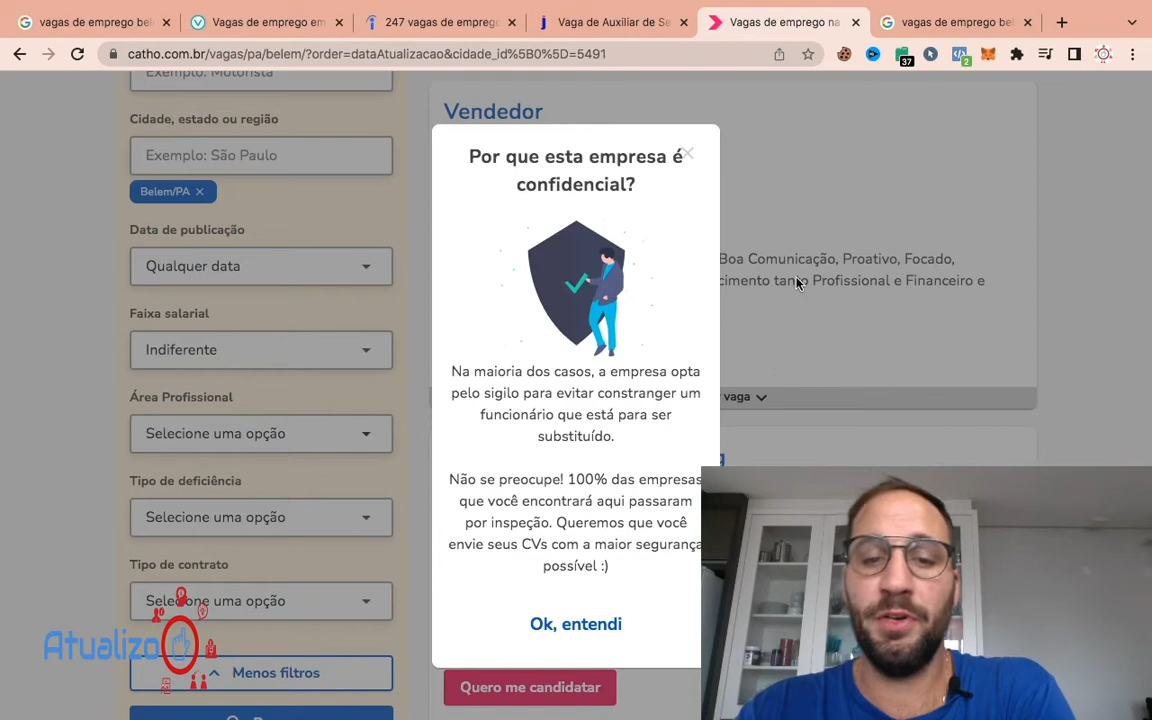 vagas de emprego bel
Vagas de emprego em
247 vagas de emprego
Vaga de Auxiliar de Se
Vagas de emprego na
vagas de emprego bel
catho.com.br/vagas/pa/belem/?order=dataAtualizacao&cidade_id%5B0%5D=5491
37
2
Exemplo: Motorista
Cidade, estado ou região
Exemplo: São Paulo
Belem/PA
Data de publicação
Qualquer data
Faixa salarial
Indiferente
Área Profissional
Selecione uma opção
Tipo de deficiência
Selecione uma opção
Tipo de contrato
Selecione uma opção
Atualizo
Menos filtros
Vendedor
Por que esta empresa é
confidencial?
Boa Comunicação, Proativo, Focado,
cimento tanto Profissional e Financeiro e
vaga
Na maioria dos casos, a empresa opta
pelo sigilo para evitar constranger um
funcionário que está para ser
substituído.
Não se preocupe! 100% das empresas
que você encontrará aqui passaram
por inspeção. Queremos que você
envie seus CVs com a maior segurança
possível :)
Ok, entendi
Quero me candidatar